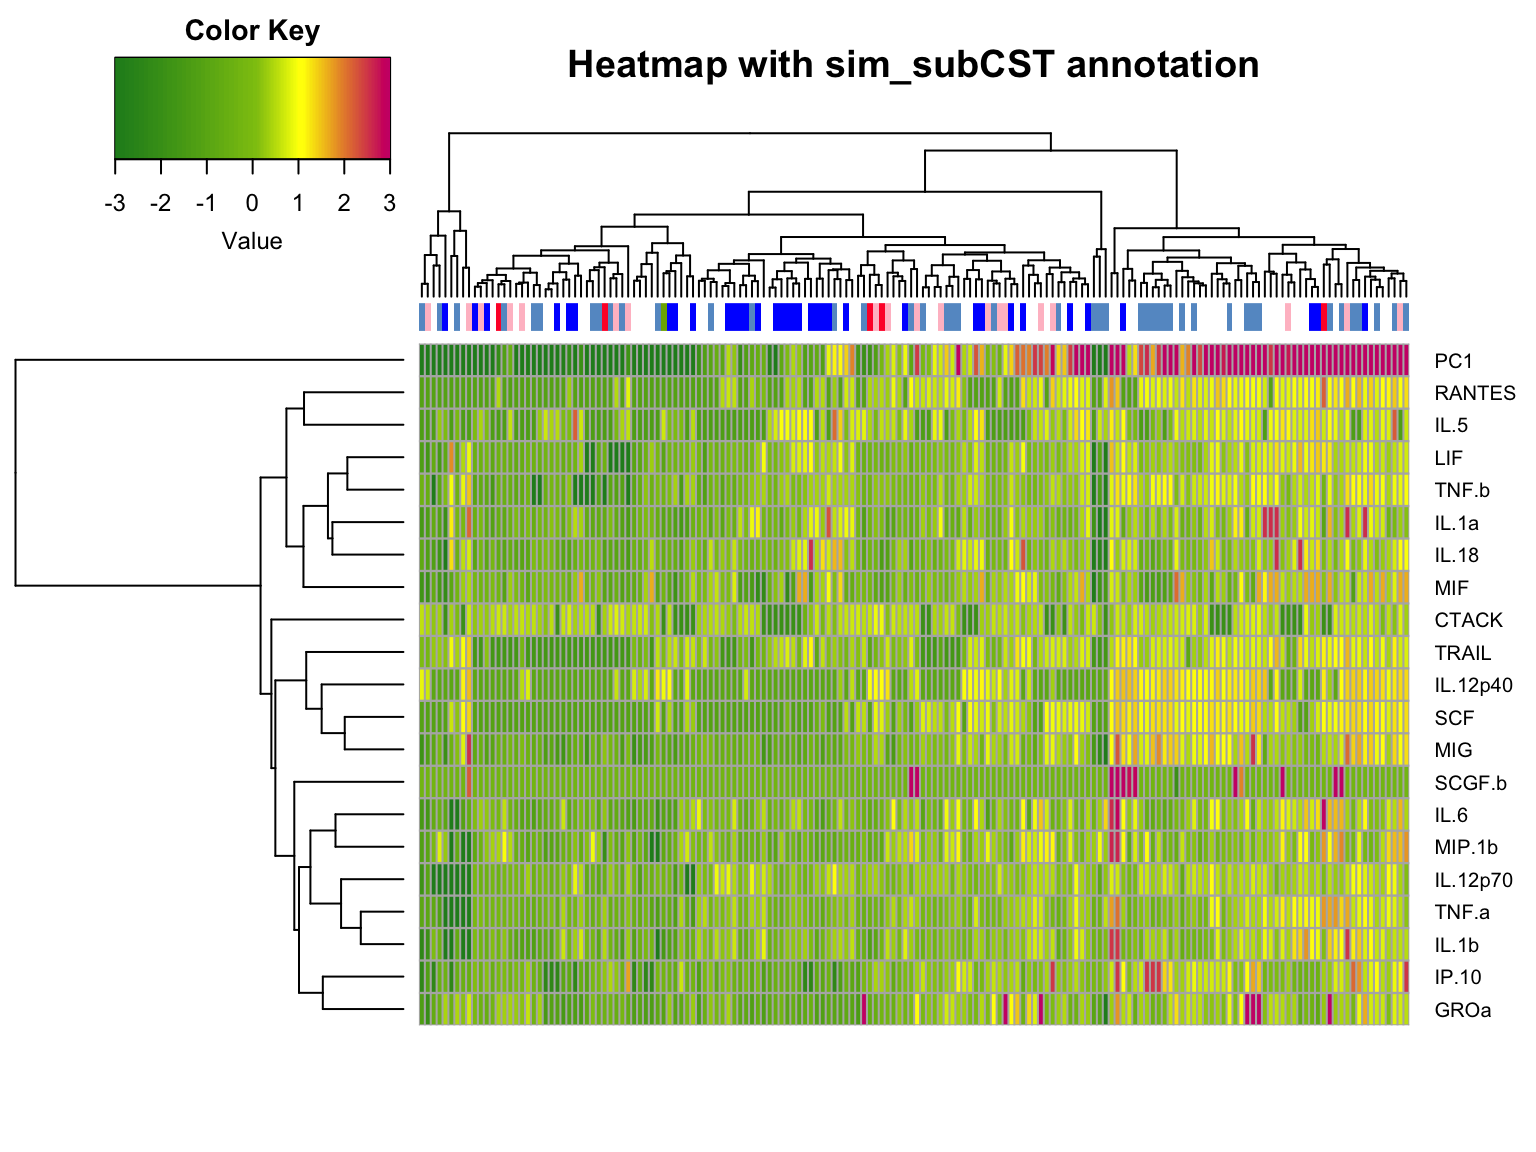 Color Key
Heatmap with sim_subCST annotation
-3 -2 -1 0 1 2 3
Value
PC1
RANTES
IL.5
LIF
TNF.b
IL.1a
IL.18
MIF
CTACK
TRAIL
IL.12p40
SCF
MIG
SCGF.b
IL.6
MIP.1b
IL.12p70
TNF.a
IL.1b
IP.10
GROa